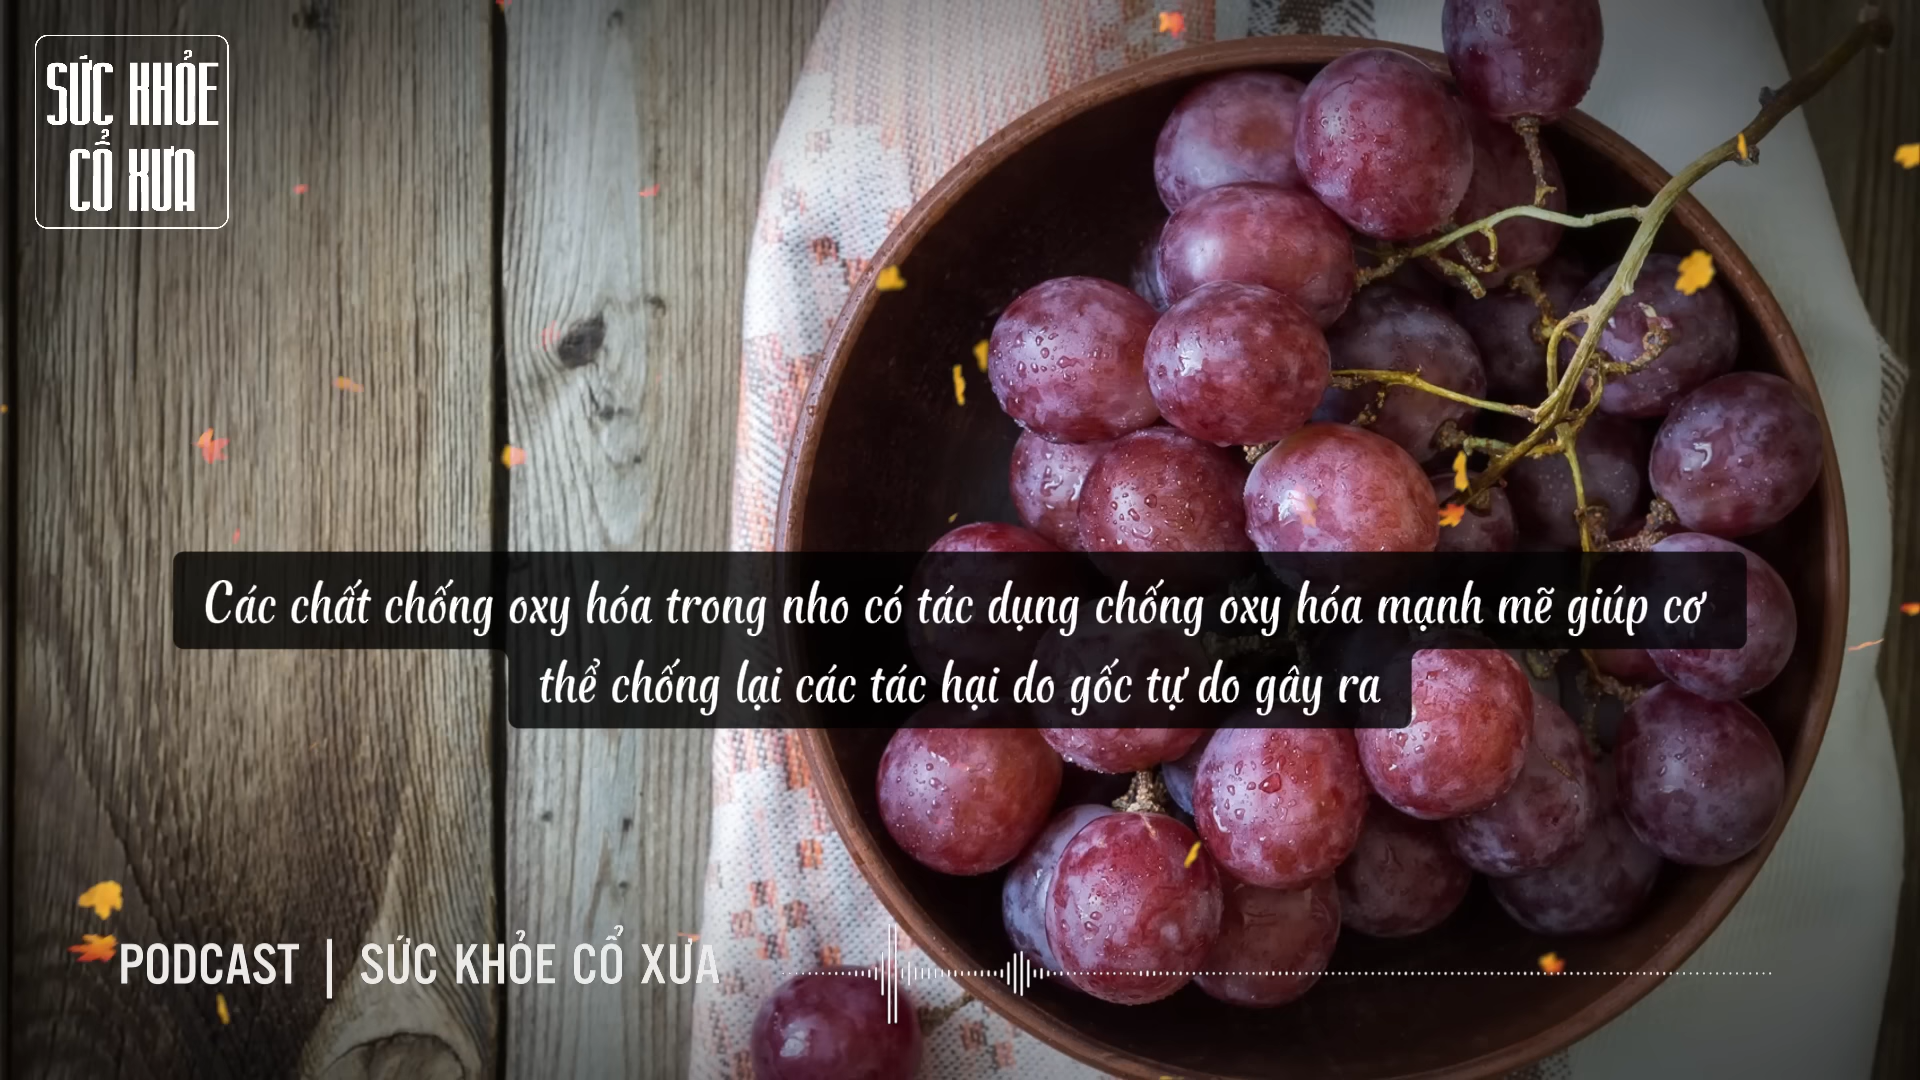 SỨC KHỎE
CỔ XƯA
Các chất chống oxy hóa trong nho có tác dụng chống oxy hóa mạnh mẽ giúp cơ
thể chống lại các tác hại do gốc tự do gây ra
PODCAST | SỨC KHỎE CỔ XƯA